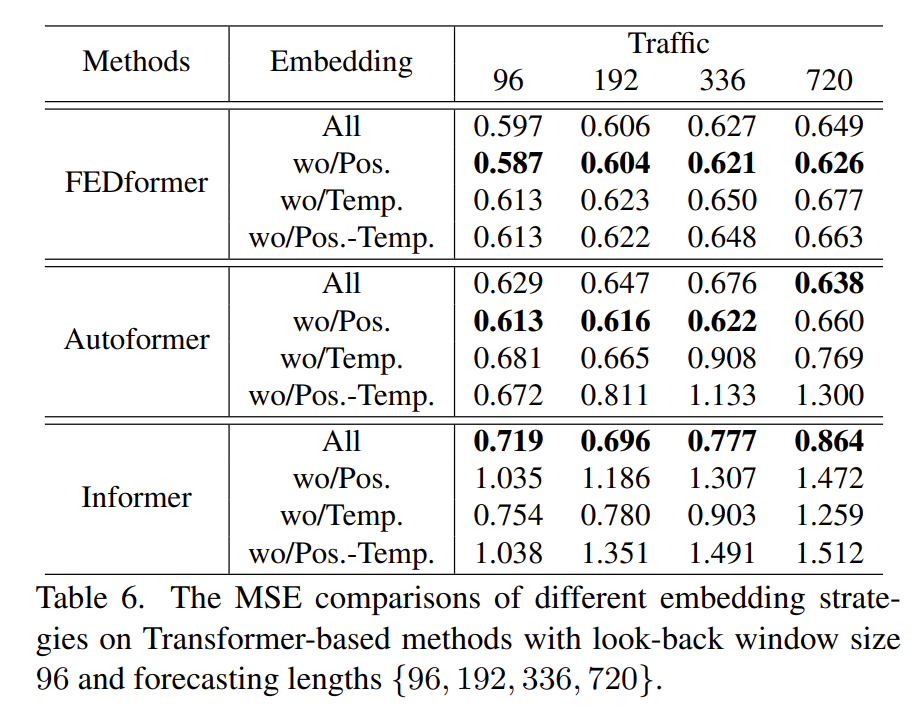 Methods Embedding Traffic
96 192 336 720
FEDformer
All 0.597 0.606 0.627 0.649
wo/Pos. 0.587 0.604 0.621 0.626
wo/Temp. 0.613 0.623 0.650 0.677
wo/Pos.-Temp. 0.613 0.622 0.648 0.663
Autoformer
All 0.629 0.647 0.676 0.638
wo/Pos. 0.613 0.616 0.622 0.660
wo/Temp. 0.681 0.665 0.908 0.769
wo/Pos.-Temp. 0.672 0.811 1.133 1.300
Informer
All 0.719 0.696 0.777 0.864
wo/Pos. 1.035 1.186 1.307 1.472
wo/Temp. 0.754 0.780 0.903 1.259
wo/Pos.-Temp. 1.038 1.351 1.491 1.512
Table 6. The MSE comparisons of different embedding strate-
gies on Transformer-based methods with look-back window size
96 and forecasting lengths {96, 192, 336, 720}.